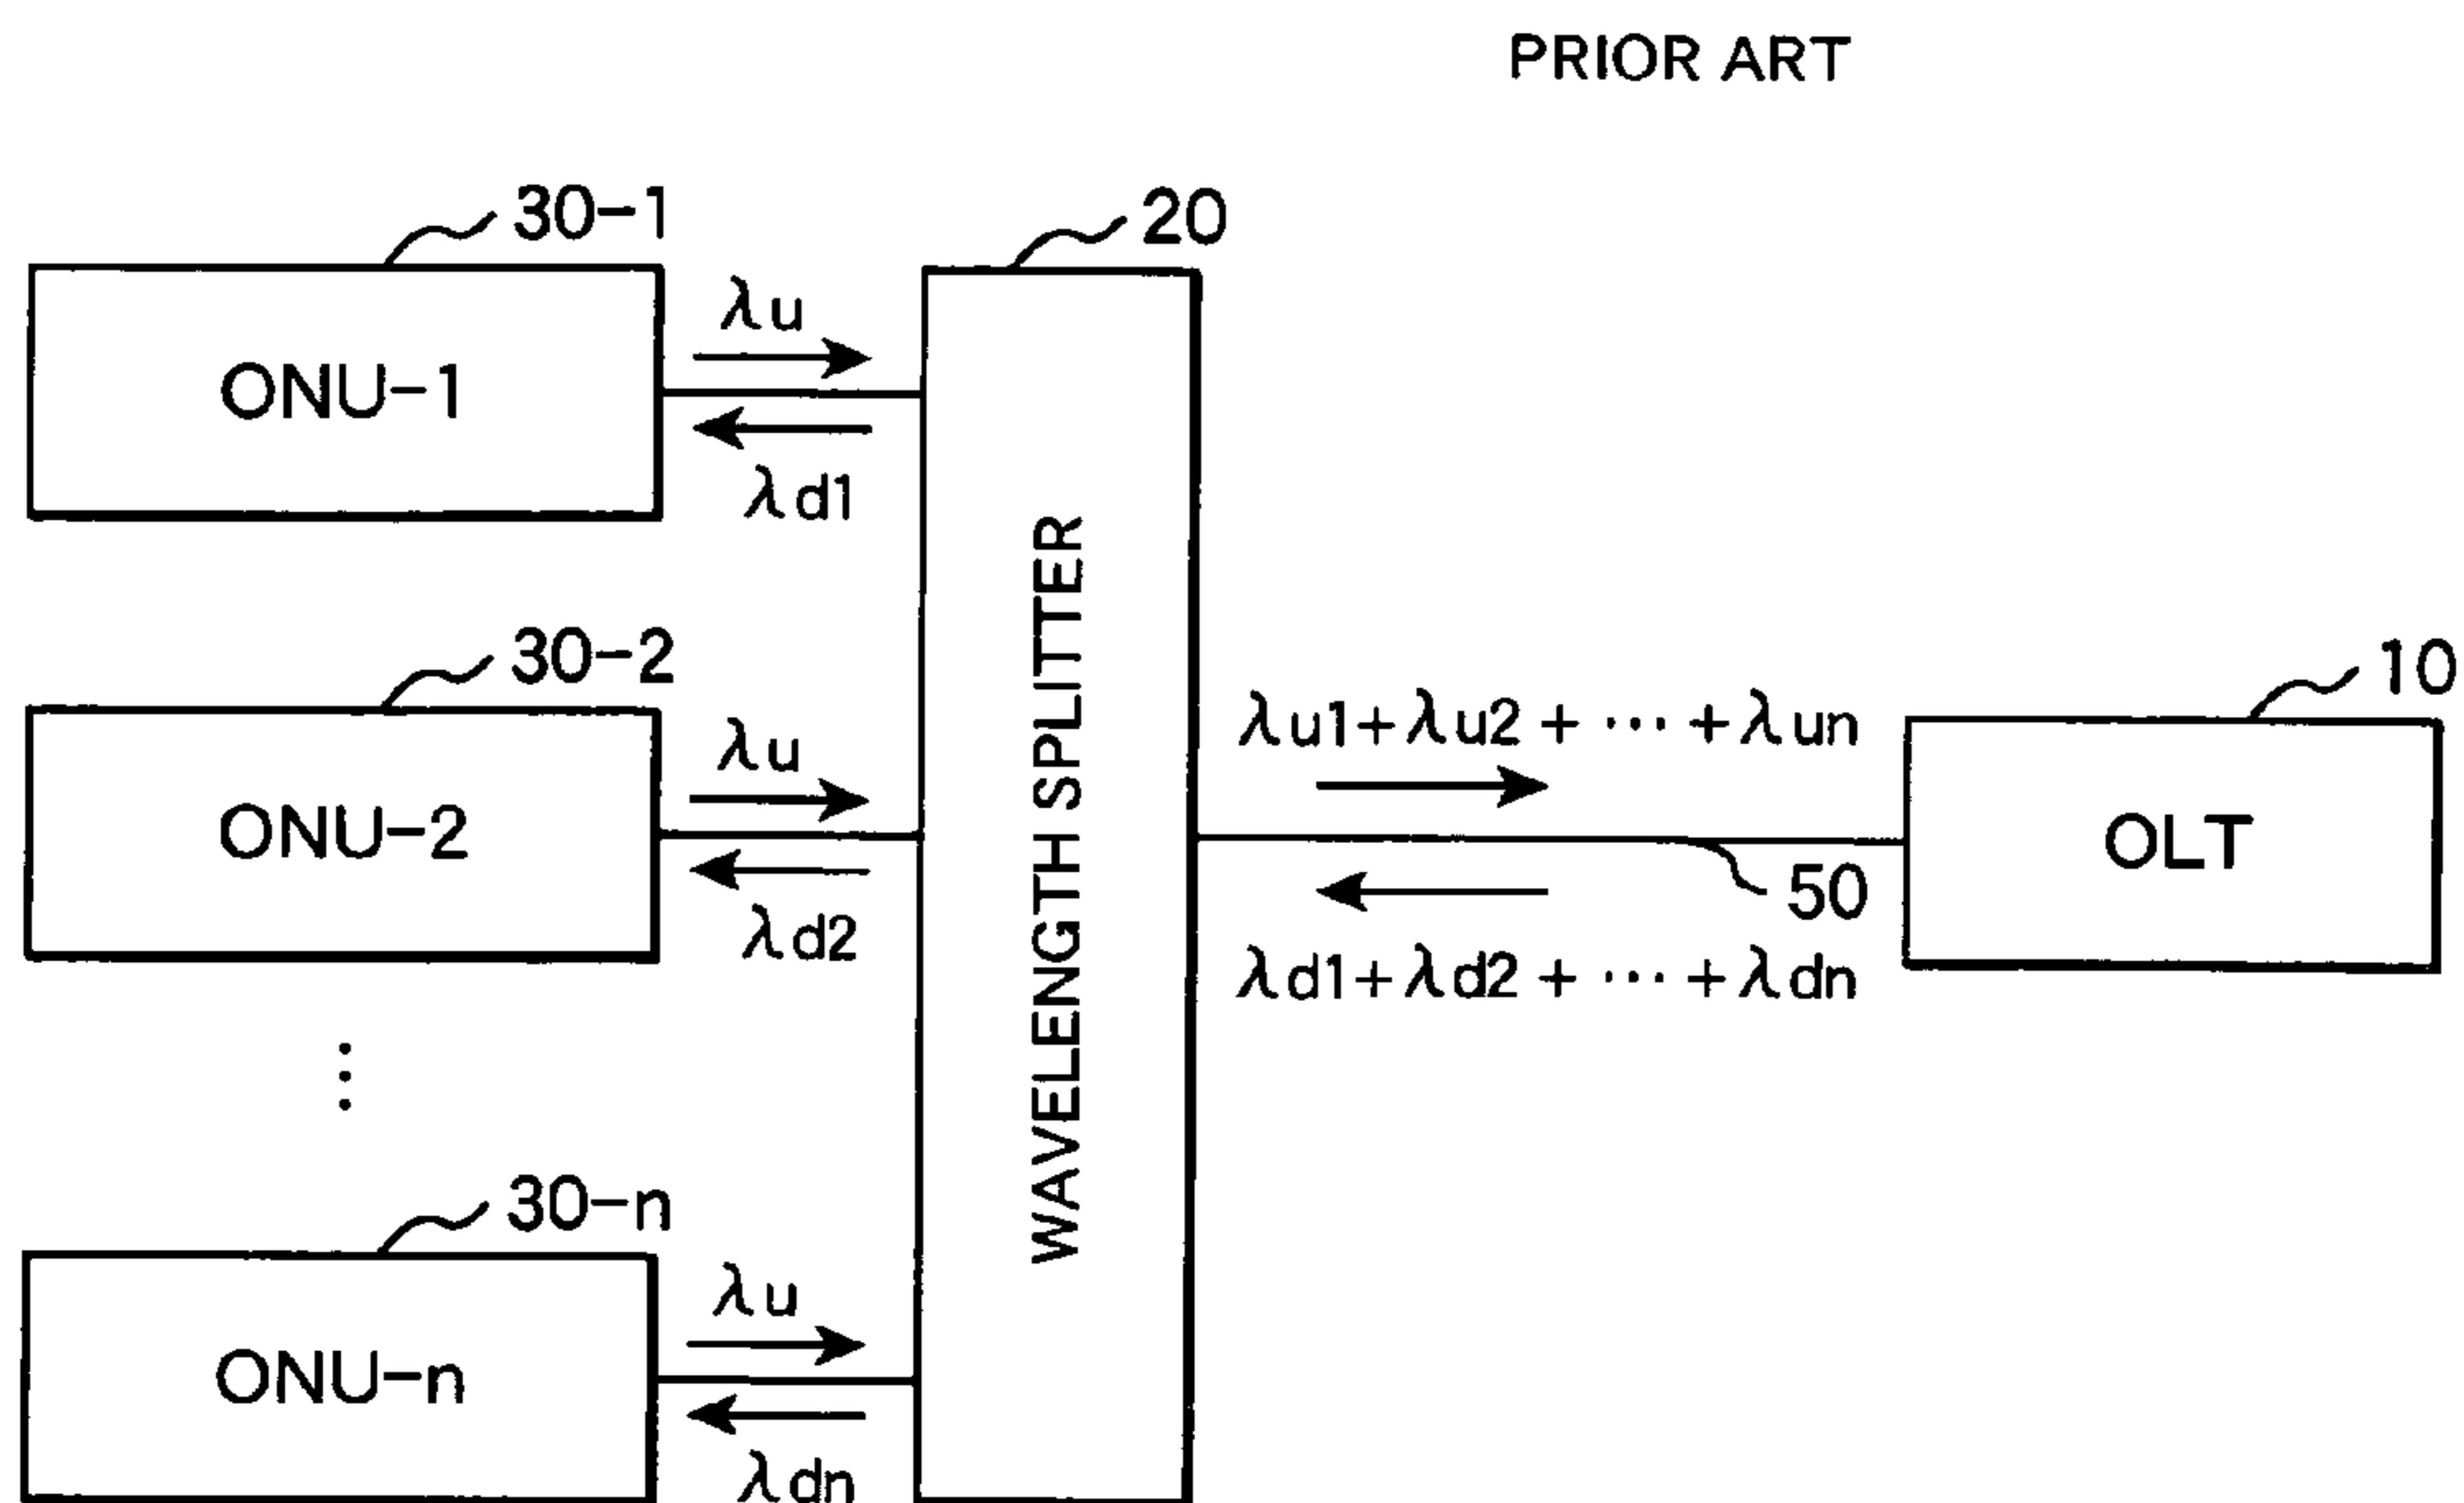 PRIOR ART
30-1
20
ONU-1
λu
λd1
30-2
ONU-2
λu
λd2
WAVELENGTH SPLITTER
λu1+λu2+⋯+λun
10
OLT
50
λd1+λd2+⋯+λdn
30-n
ONU-n
λu
λdn